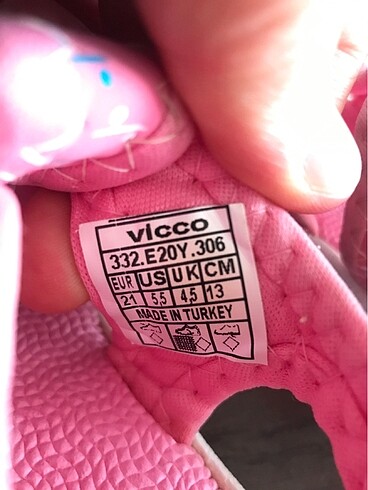 vicco
332.E20Y.306
EUR US UK CM
21 5,5 4,5 13
MADE IN TURKEY